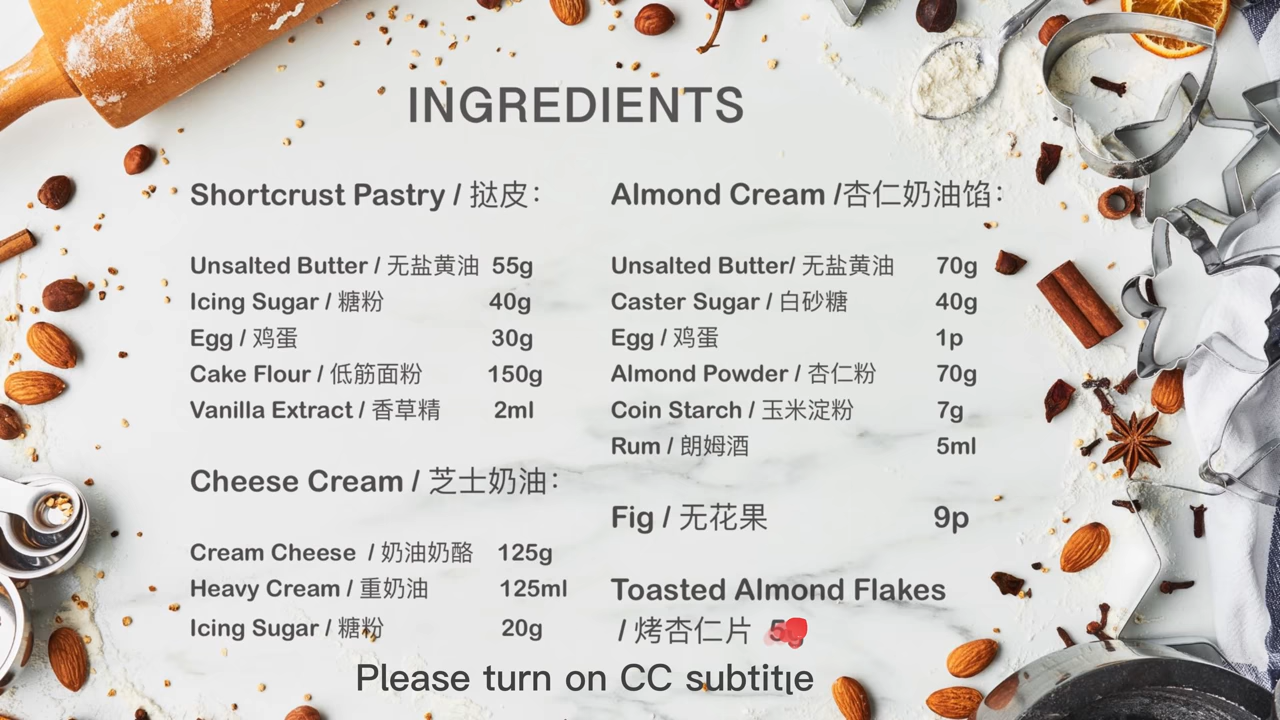 INGREDIENTS
Shortcrust Pastry / 挞皮：
Unsalted Butter / 无盐黄油 55g
Icing Sugar / 糖粉 40g
Egg / 鸡蛋 30g
Cake Flour / 低筋面粉 150g
Vanilla Extract / 香草精 2ml
Cheese Cream / 芝士奶油：
Cream Cheese / 奶油奶酪 125g
Heavy Cream / 重奶油 125ml
Icing Sugar / 糖粉 20g
Almond Cream /杏仁奶油馅：
Unsalted Butter/ 无盐黄油 70g
Caster Sugar / 白砂糖 40g
Egg / 鸡蛋 1p
Almond Powder / 杏仁粉 70g
Coin Starch / 玉米淀粉 7g
Rum / 朗姆酒 5ml
Fig / 无花果 9p
Toasted Almond Flakes
/ 烤杏仁片
Please turn on CC subtitle